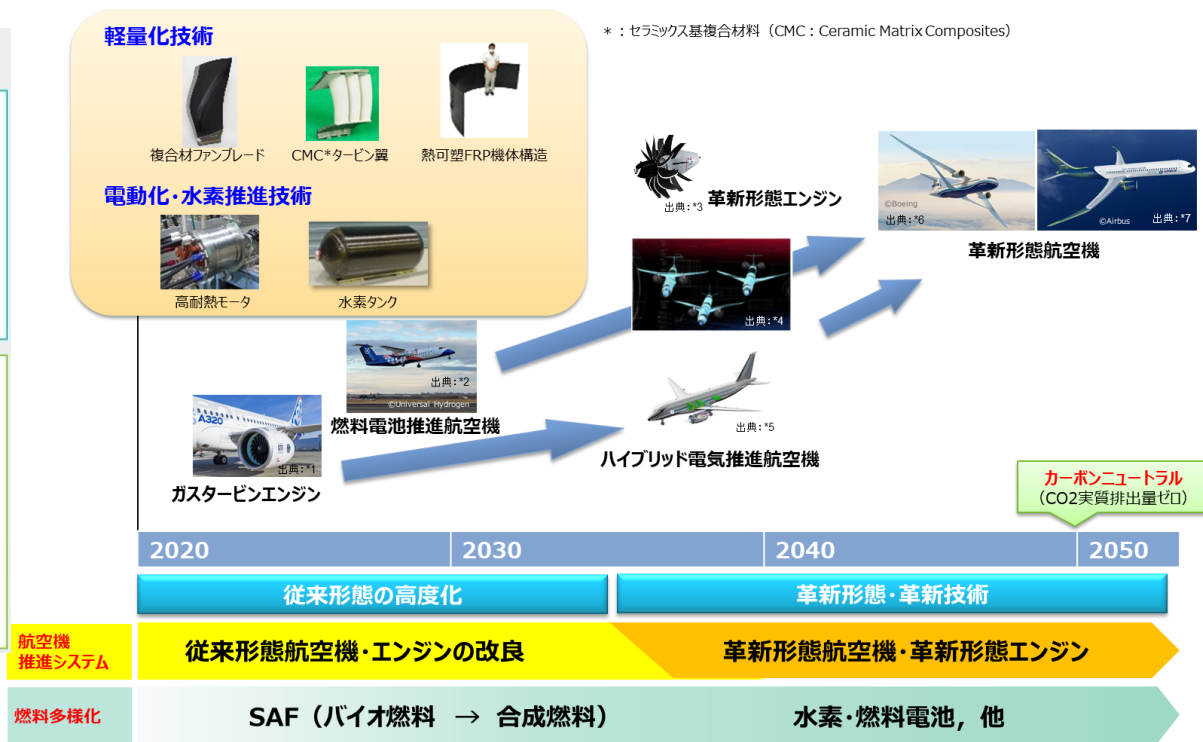 軽量化技術
*：セラミックス基複合材料（CMC：Ceramic Matrix Composites）
複合材ファンブレード
CMC*タービン翼
熱可塑FRP機体構造
電動化・水素推進技術
高耐熱モータ
水素タンク
出典：*3
革新形態エンジン
©Boeing
出典：*6
©Airbus
出典：*7
革新形態航空機
出典：*4
出典：*2
©Universal Hydrogen
燃料電池推進航空機
A320
出典：*1
ガスタービンエンジン
出典：*5
ハイブリッド電気推進航空機
カーボンニュートラル
（CO2実質排出量ゼロ）
2020
2030
2040
2050
従来形態の高度化
革新形態・革新技術
航空機
推進システム
従来形態航空機・エンジンの改良
革新形態航空機・革新形態エンジン
燃料多様化
SAF（バイオ燃料 → 合成燃料）
水素・燃料電池，他